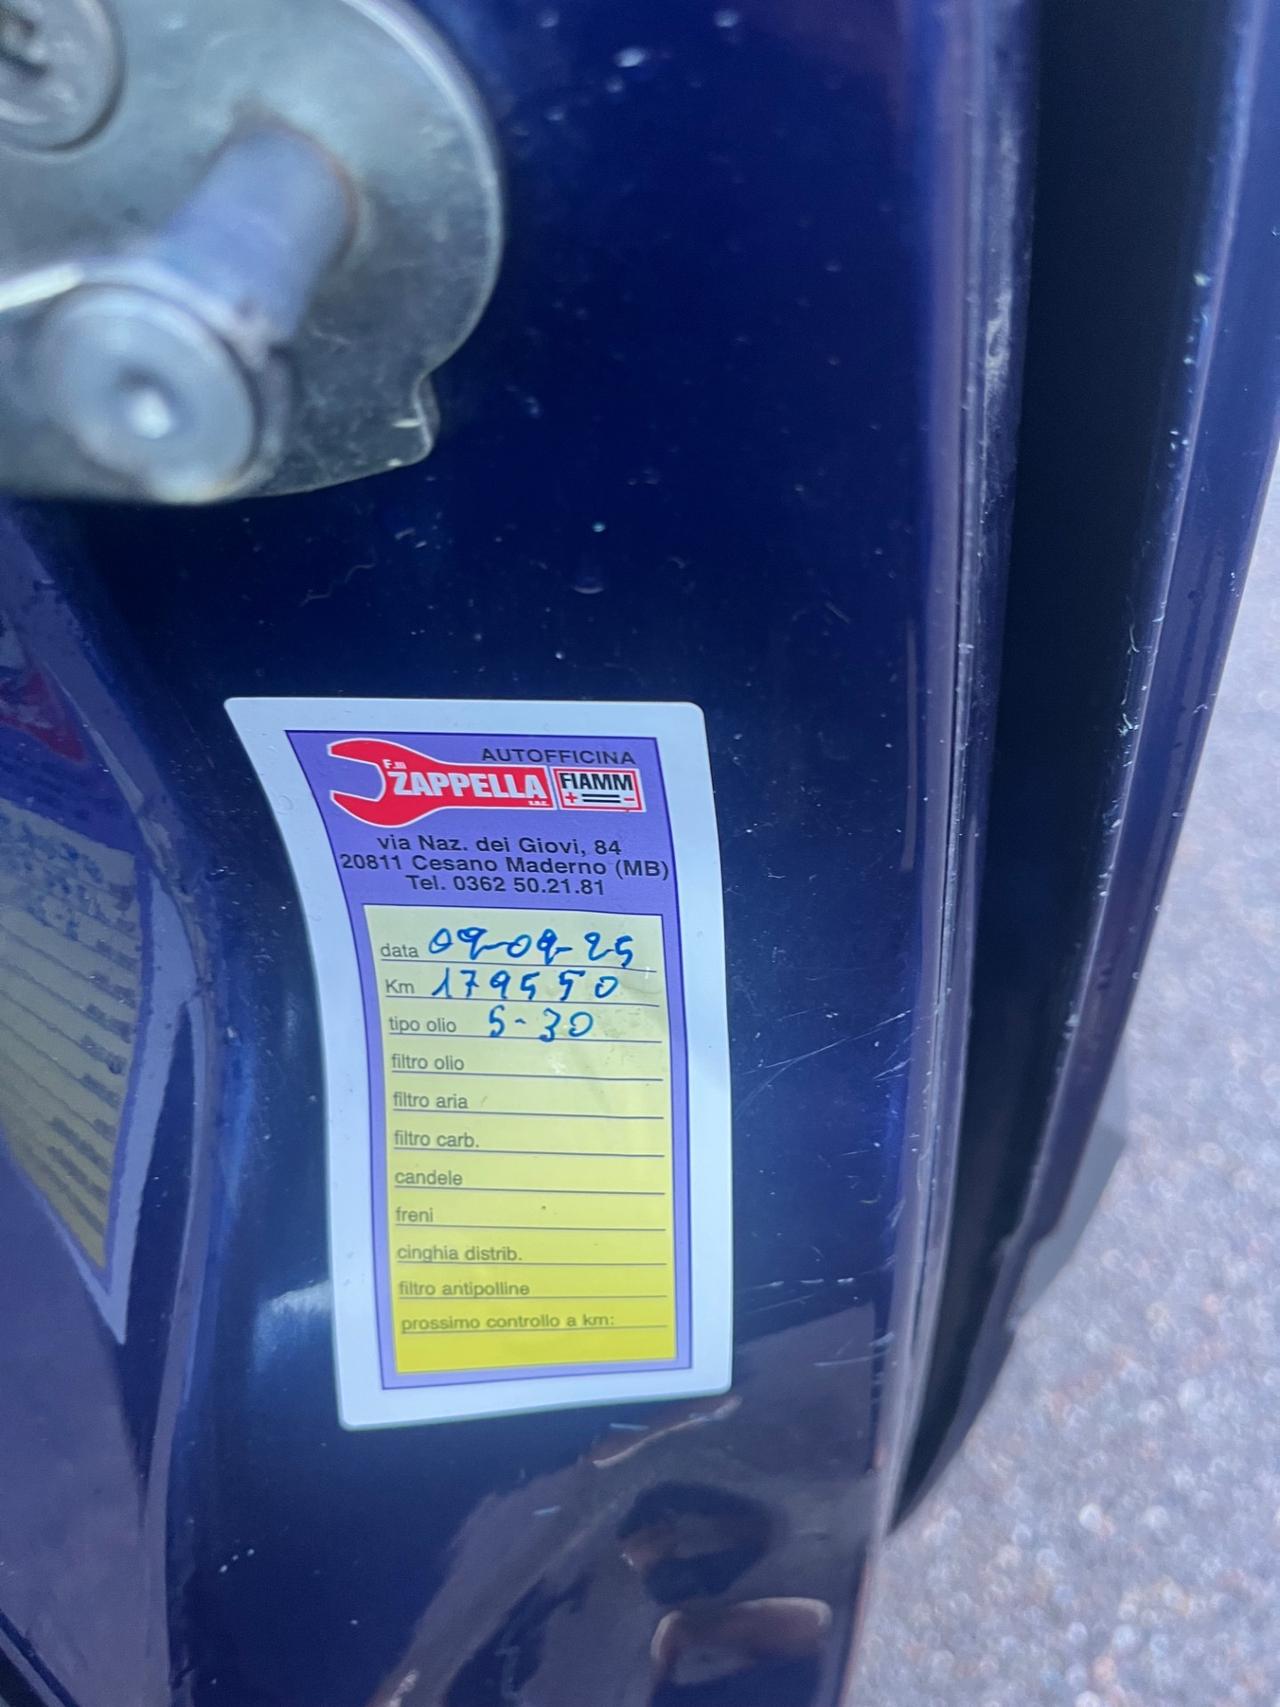 AUTOFFICINA
F.lli ZAPPELLA s.n.c. FIAMM
+ -
via Naz. dei Giovi, 84
20811 Cesano Maderno (MB)
Tel. 0362 50.21.81
data 09-09-25
Km 179550
tipo olio 5-30
filtro olio
filtro aria
filtro carb.
candele
freni
cinghia distrib.
filtro antipolline
prossimo controllo a km: